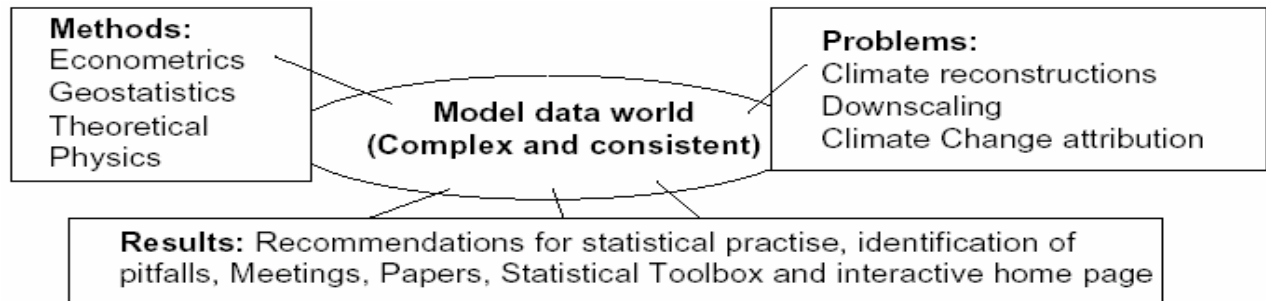 Methods:
Econometrics
Geostatistics
Theoretical
Physics
Model data world
(Complex and consistent)
Problems:
Climate reconstructions
Downscaling
Climate Change attribution
Results: Recommendations for statistical practise, identification of
pitfalls, Meetings, Papers, Statistical Toolbox and interactive home page